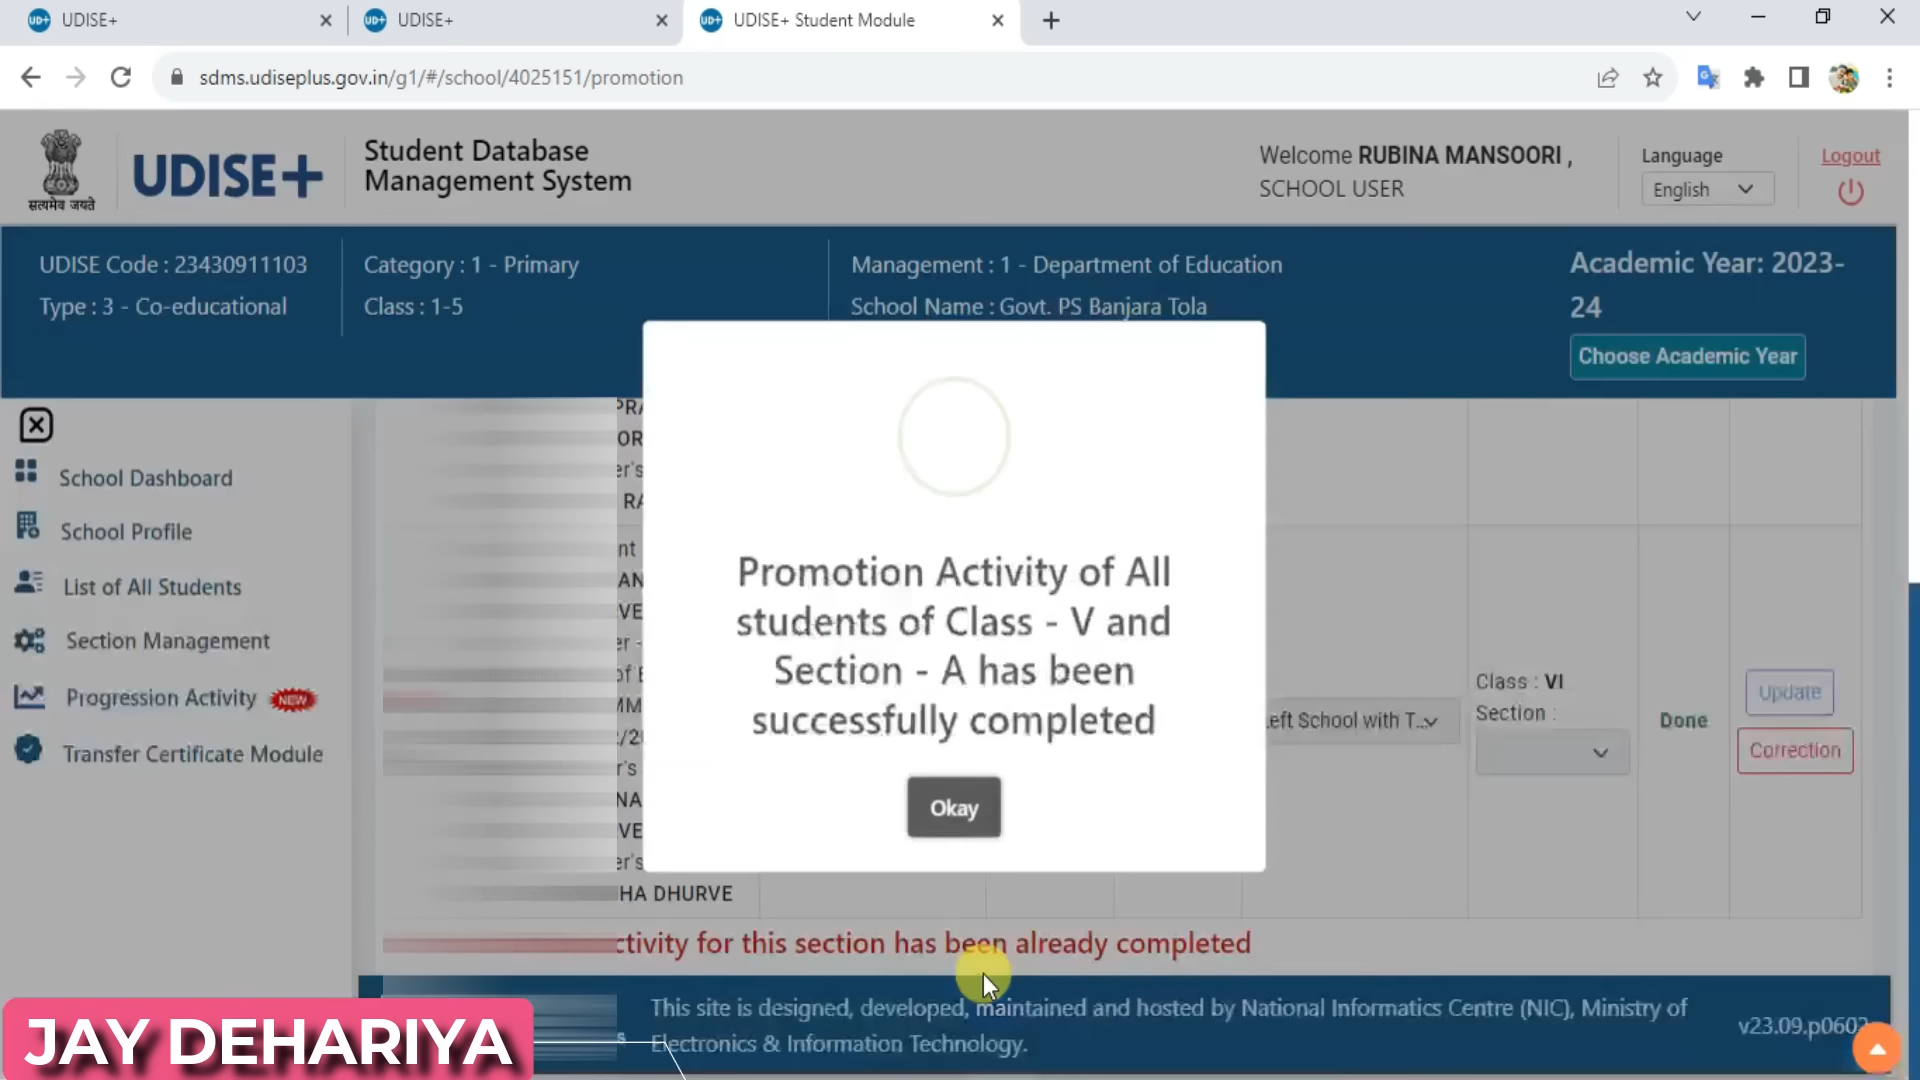 UDISE+
UDISE+
UDISE+ Student Module
sdms.udiseplus.gov.in/g1/#/school/4025151/promotion
सत्यमेव जयते
UDISE+
Student Database
Management System
Welcome RUBINA MANSOORI ,
SCHOOL USER
Language
English
Logout
UDISE Code : 23430911103
Type : 3 - Co-educational
Category : 1 - Primary
Class : 1-5
Management : 1 - Department of Education
School Name : Govt. PS Banjara Tola
Academic Year: 2023-
24
Choose Academic Year
School Dashboard
School Profile
List of All Students
Section Management
Progression Activity NEW
Transfer Certificate Module
Promotion Activity of All
students of Class - V and
Section - A has been
successfully completed
Okay
eft School with T...
Class : VI
Section :
Done
Update
Correction
HA DHURVE
ctivity for this section has been already completed
This site is designed, developed, maintained and hosted by National Informatics Centre (NIC), Ministry of
Electronics & Information Technology.
JAY DEHARIYA